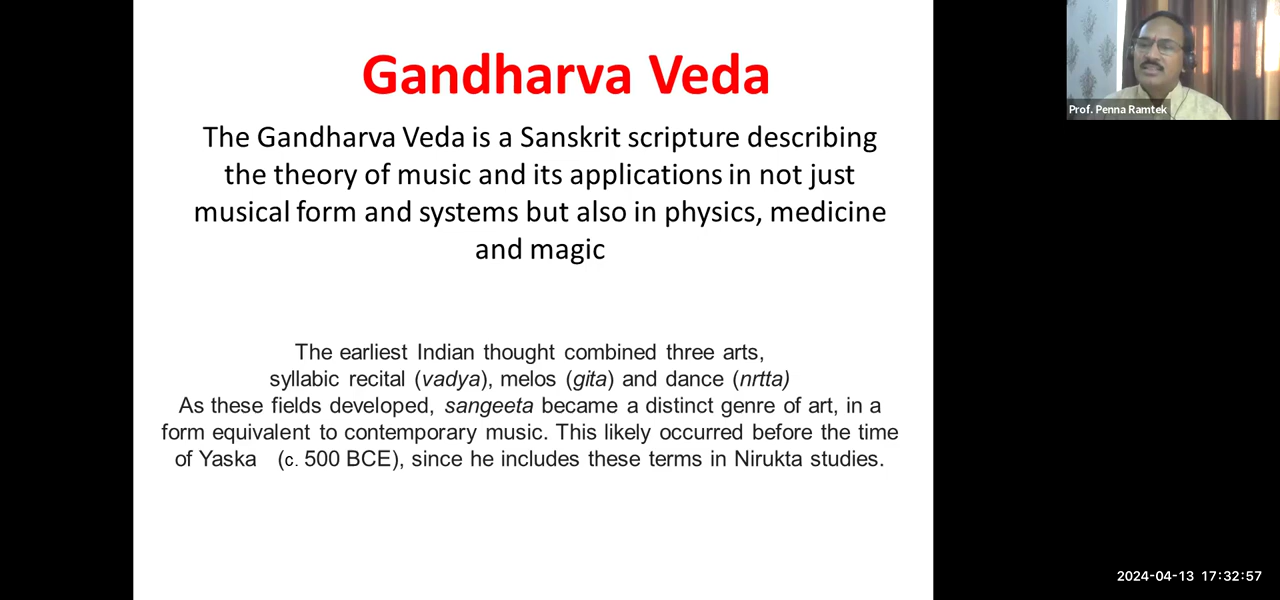 Gandharva Veda
The Gandharva Veda is a Sanskrit scripture describing
the theory of music and its applications in not just
musical form and systems but also in physics, medicine
and magic
The earliest Indian thought combined three arts,
syllabic recital (vadya), melos (gita) and dance (nrtta)
As these fields developed, sangeeta became a distinct genre of art, in a
form equivalent to contemporary music. This likely occurred before the time
of Yaska (c. 500 BCE), since he includes these terms in Nirukta studies.
Prof. Penna Ramtek
2024-04-13 17:32:57